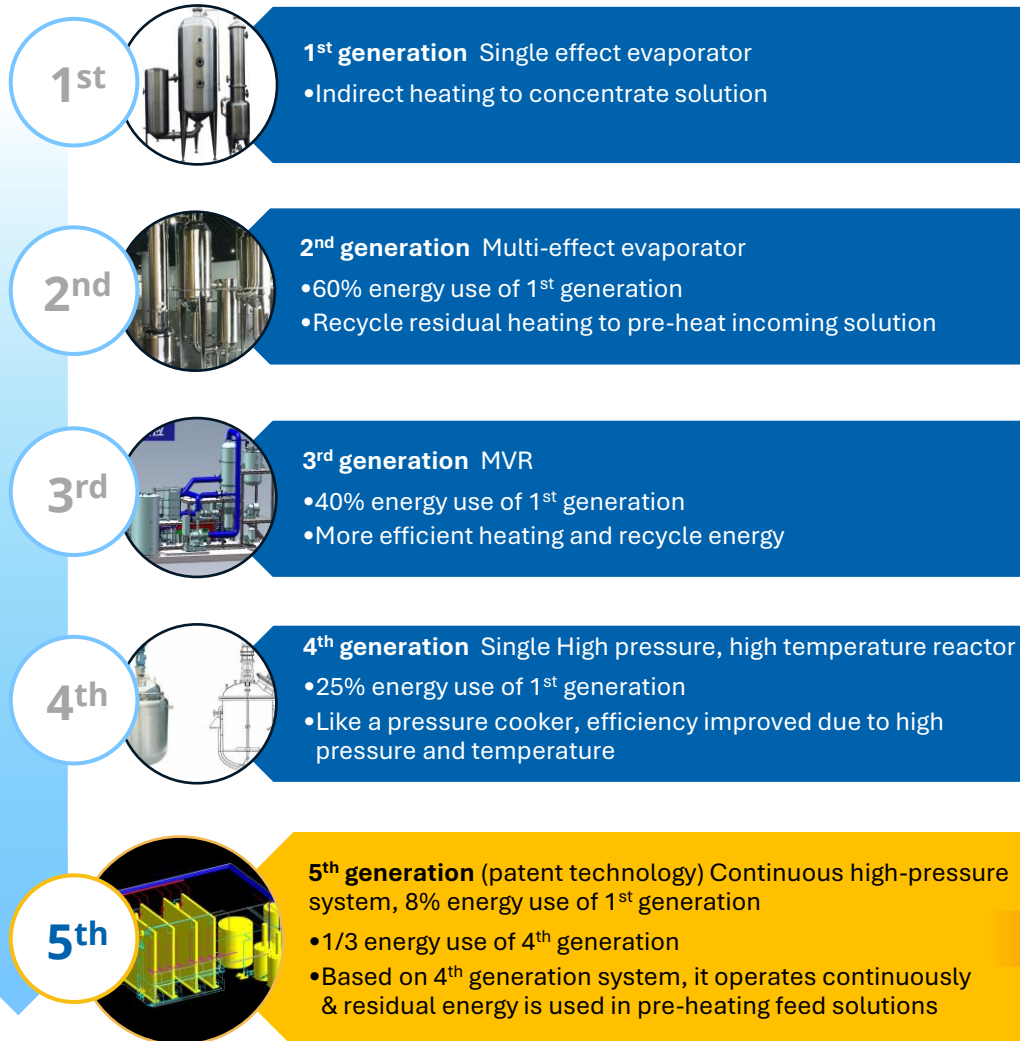 1st
1st generation Single effect evaporator
•Indirect heating to concentrate solution
2nd
2nd generation Multi-effect evaporator
•60% energy use of 1st generation
•Recycle residual heating to pre-heat incoming solution
3rd
3rd generation MVR
•40% energy use of 1st generation
•More efficient heating and recycle energy
4th
4th generation Single High pressure, high temperature reactor
•25% energy use of 1st generation
•Like a pressure cooker, efficiency improved due to high
pressure and temperature
5th
5th generation (patent technology) Continuous high-pressure
system, 8% energy use of 1st generation
•1/3 energy use of 4th generation
•Based on 4th generation system, it operates continuously
& residual energy is used in pre-heating feed solutions